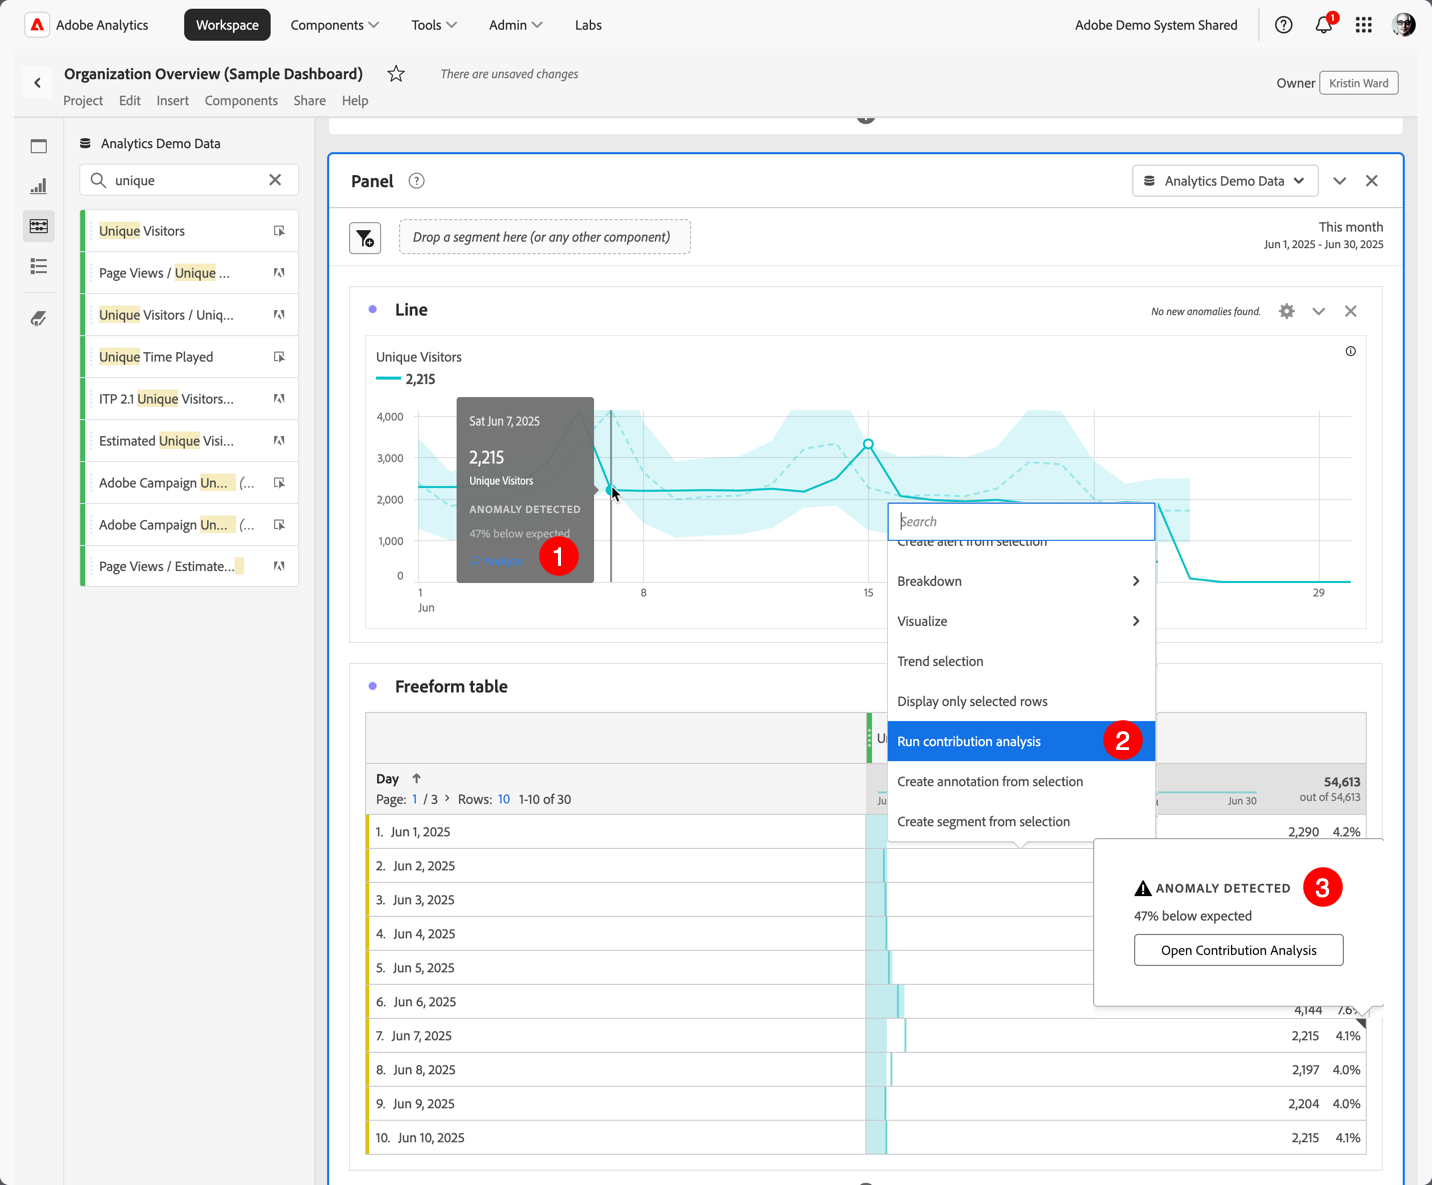 Adobe Analytics
Workspace
Components
Tools
Admin
Labs
Adobe Demo System Shared
1
Organization Overview (Sample Dashboard)
There are unsaved changes
Project
Edit
Insert
Components
Share
Help
Owner
Kristin Ward
Analytics Demo Data
unique
Unique Visitors
Page Views / Unique ...
Unique Visitors / Uniq...
Unique Time Played
ITP 2.1 Unique Visitors...
Estimated Unique Visi...
Adobe Campaign Un... (...
Adobe Campaign Un... (...
Page Views / Estimate...
Panel
Analytics Demo Data
Drop a segment here (or any other component)
This month
Jun 1, 2025 - Jun 30, 2025
Line
No new anomalies found.
Unique Visitors
2,215
4,000
3,000
2,000
1,000
0
1
Jun
8
15
29
Sat Jun 7, 2025
2,215
Unique Visitors
ANOMALY DETECTED
47% below expected
1
Search
Create alert from selection
Breakdown
Visualize
Trend selection
Display only selected rows
Run contribution analysis
2
Create annotation from selection
Create segment from selection
Freeform table
Day
Page: 1 / 3 > Rows: 10 1-10 of 30
Jun 30
54,613
out of 54,613
1. Jun 1, 2025 2,290 4.2%
2. Jun 2, 2025
3. Jun 3, 2025
4. Jun 4, 2025
5. Jun 5, 2025
6. Jun 6, 2025 4,144 7.6%
7. Jun 7, 2025 2,215 4.1%
8. Jun 8, 2025 2,197 4.0%
9. Jun 9, 2025 2,204 4.0%
10. Jun 10, 2025 2,215 4.1%
ANOMALY DETECTED
3
47% below expected
Open Contribution Analysis